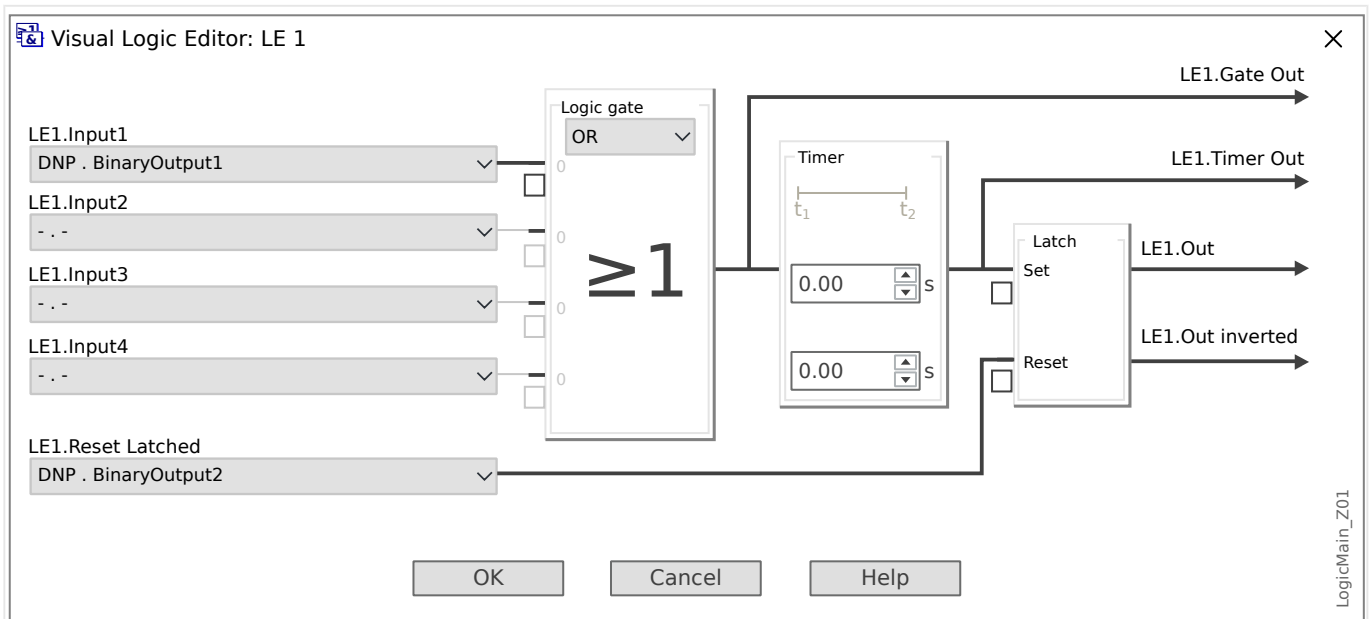 Visual Logic Editor: LE 1
LE1.Gate Out
Logic gate
OR
LE1.Input1
DNP . BinaryOutput1
0
LE1.Input2
- . -
0
LE1.Input3
- . -
0
LE1.Input4
- . -
0
≥1
Timer
t1 t2
0.00 s
0.00 s
LE1.Timer Out
Latch
Set
Reset
LE1.Out
LE1.Out inverted
LE1.Reset Latched
DNP . BinaryOutput2
OK Cancel Help
LogicMain_Z01
≥1
&